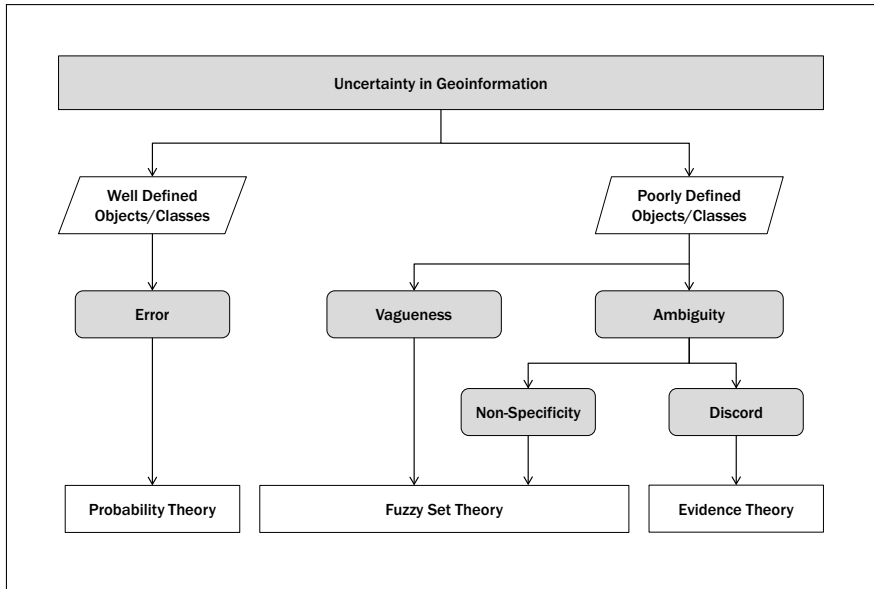 Uncertainty in Geoinformation
Well Defined
Objects/Classes
Poorly Defined
Objects/Classes
Error
Vagueness
Ambiguity
Non-Specificity
Discord
Probability Theory
Fuzzy Set Theory
Evidence Theory